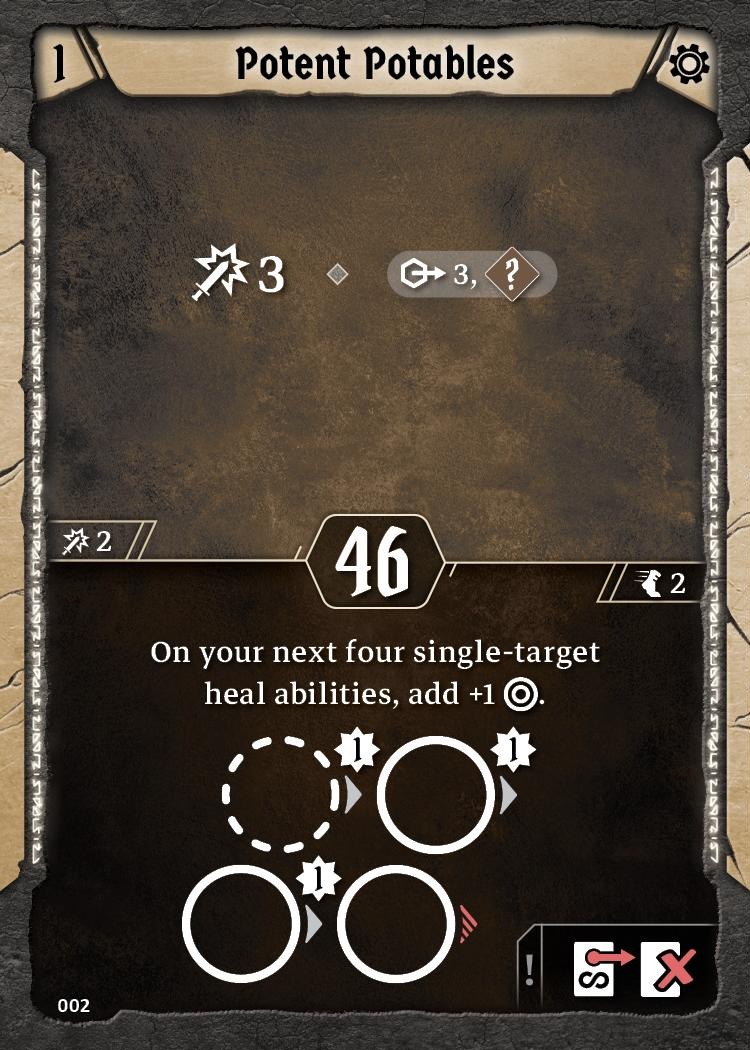 1 Potent Potables
3 3, ?
2
46
2
On your next four single-target
heal abilities, add +1 .
1 1
1
!
002